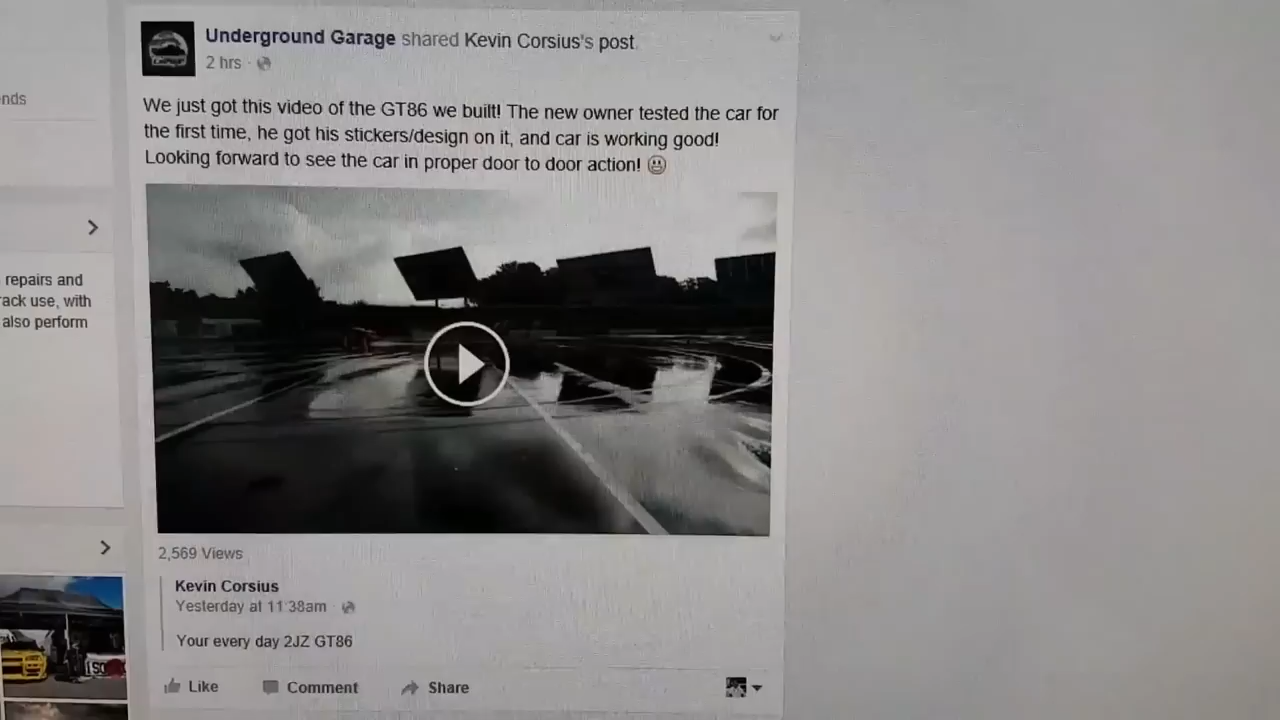 Underground Garage shared Kevin Corsius's post.
2 hrs ·
nds
We just got this video of the GT86 we built! The new owner tested the car for
the first time, he got his stickers/design on it, and car is working good!
Looking forward to see the car in proper door to door action! 😃
repairs and
rack use, with
also perform
2,569 Views
Kevin Corsius
Yesterday at 11:38am ·
Your every day 2JZ GT86
Like Comment Share